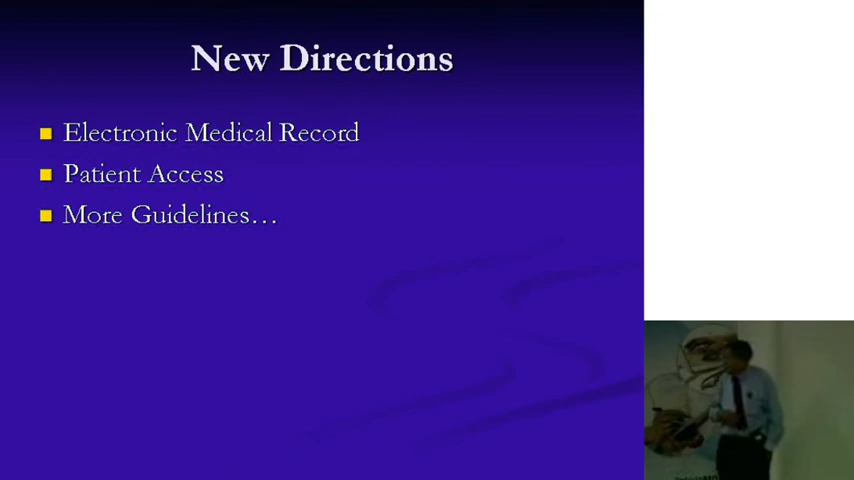 New Directions
Electronic Medical Record
Patient Access
More Guidelines…